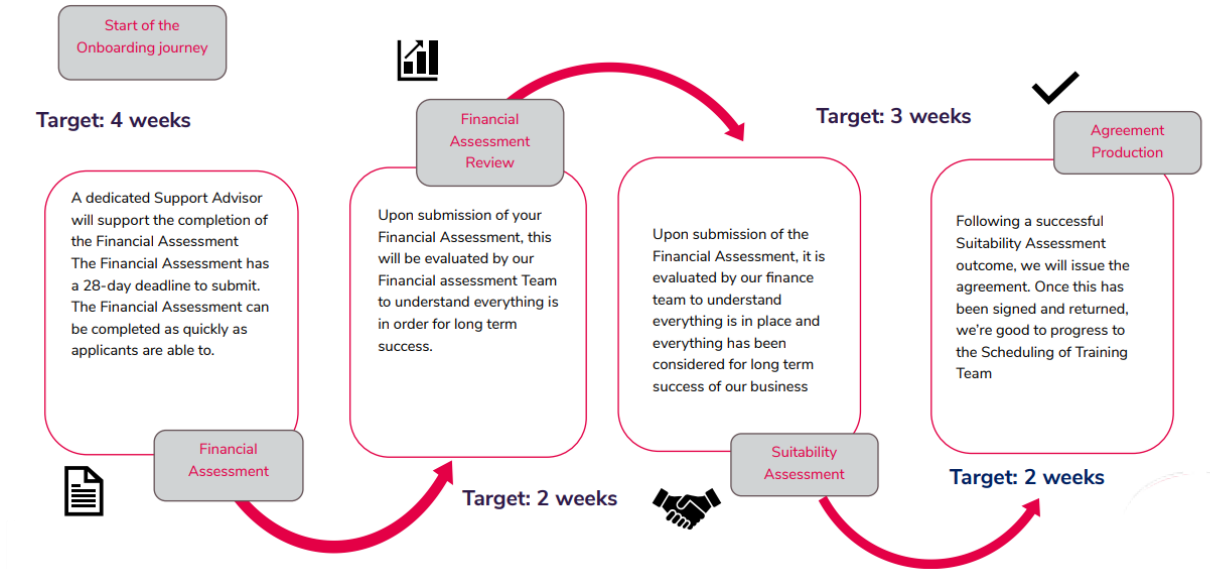 Start of the
Onboarding journey
Target: 4 weeks
A dedicated Support Advisor
will support the completion of
the Financial Assessment
The Financial Assessment has
a 28-day deadline to submit.
The Financial Assessment can
be completed as quickly as
applicants are able to.
Financial
Assessment
Financial
Assessment
Review
Upon submission of your
Financial Assessment, this
will be evaluated by our
Financial assessment Team
to understand everything is
in order for long term
success.
Target: 2 weeks
Target: 3 weeks
Upon submission of the
Financial Assessment, it is
evaluated by our finance
team to understand
everything is in place and
everything has been
considered for long term
success of our business
Suitability
Assessment
Agreement
Production
Following a successful
Suitability Assessment
outcome, we will issue the
agreement. Once this has
been signed and returned,
we’re good to progress to
the Scheduling of Training
Team
Target: 2 weeks